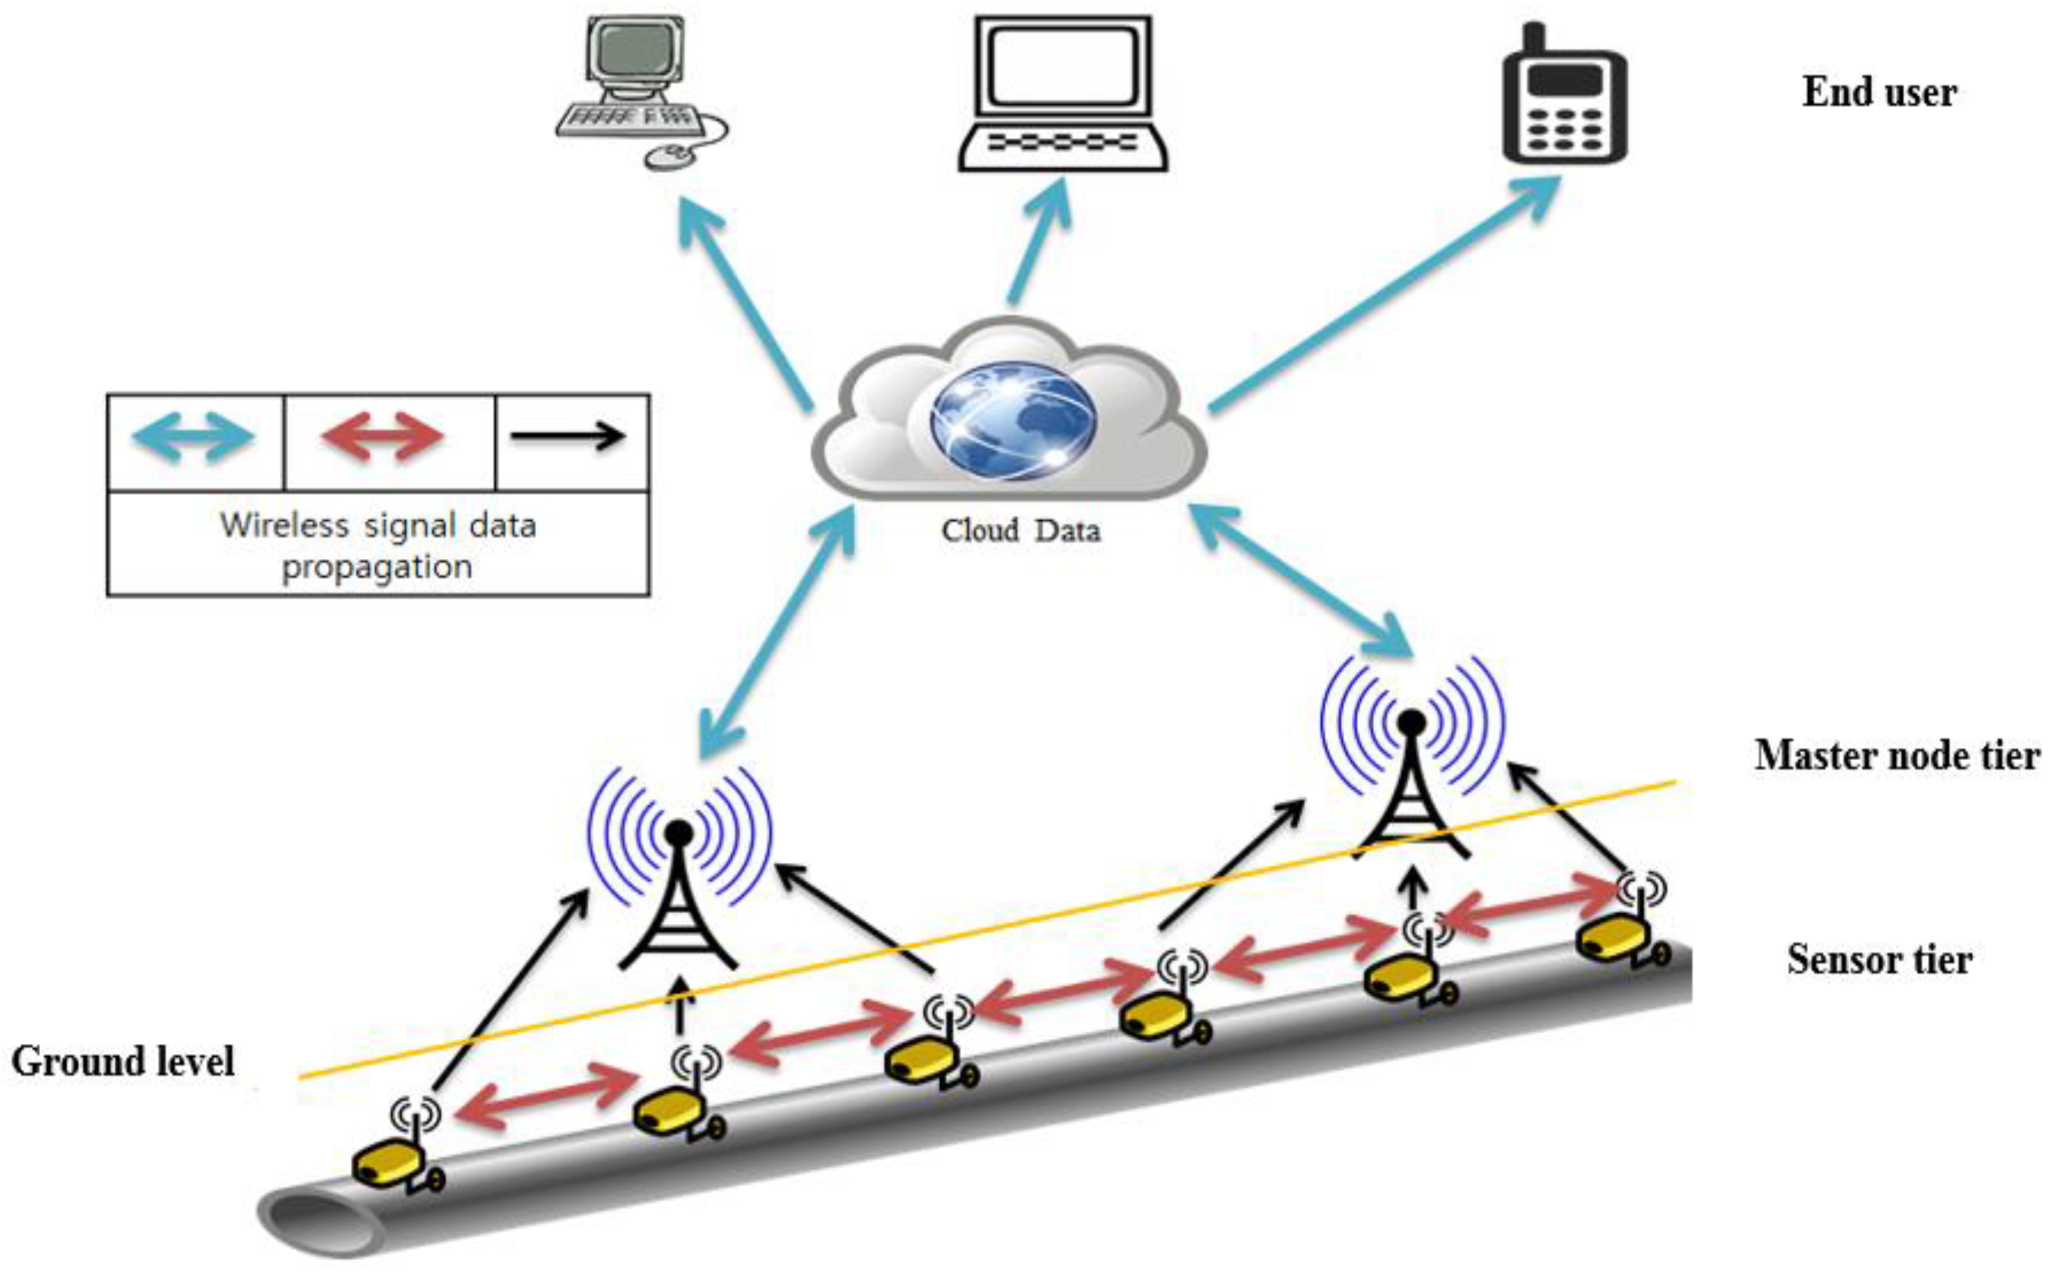 End user
Wireless signal data
propagation
Cloud Data
Master node tier
Sensor tier
Ground level